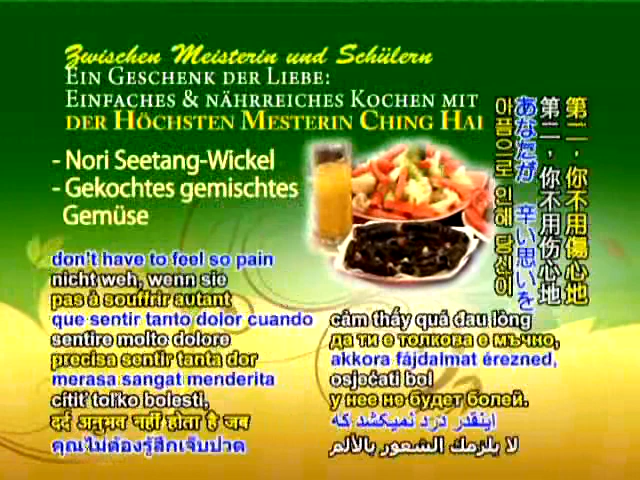 Zwischen Meisterin und Schülern
EIN GESCHENK DER LIEBE:
EINFACHES & NÄHRREICHES KOCHEN MIT
DER HÖCHSTEN MESTERIN CHING HAI
- Nori Seetang-Wickel
- Gekochtes gemischtes
Gemüse
第二，你不用傷心地
第二，你不用伤心地
あなたが 辛い思いを
아픔으로 인해 당신이
don't have to feel so pain
nicht weh, wenn sie
pas à souffrir autant
que sentir tanto dolor cuando
sentire molto dolore
precisa sentir tanta dor
merasa sangat menderita
cítiť toľko bolesti,
दर्द अनुभव नहीं होता है जब
คุณไม่ต้องรู้สึกเจ็บปวด
cảm thấy quá đau lòng
да ти е толкова е мъчно,
akkora fájdalmat érezned,
osjećati bol
у нее не будет болей.
اینقدر درد نمیکشد که
لا يلزمك الشعور بالألم